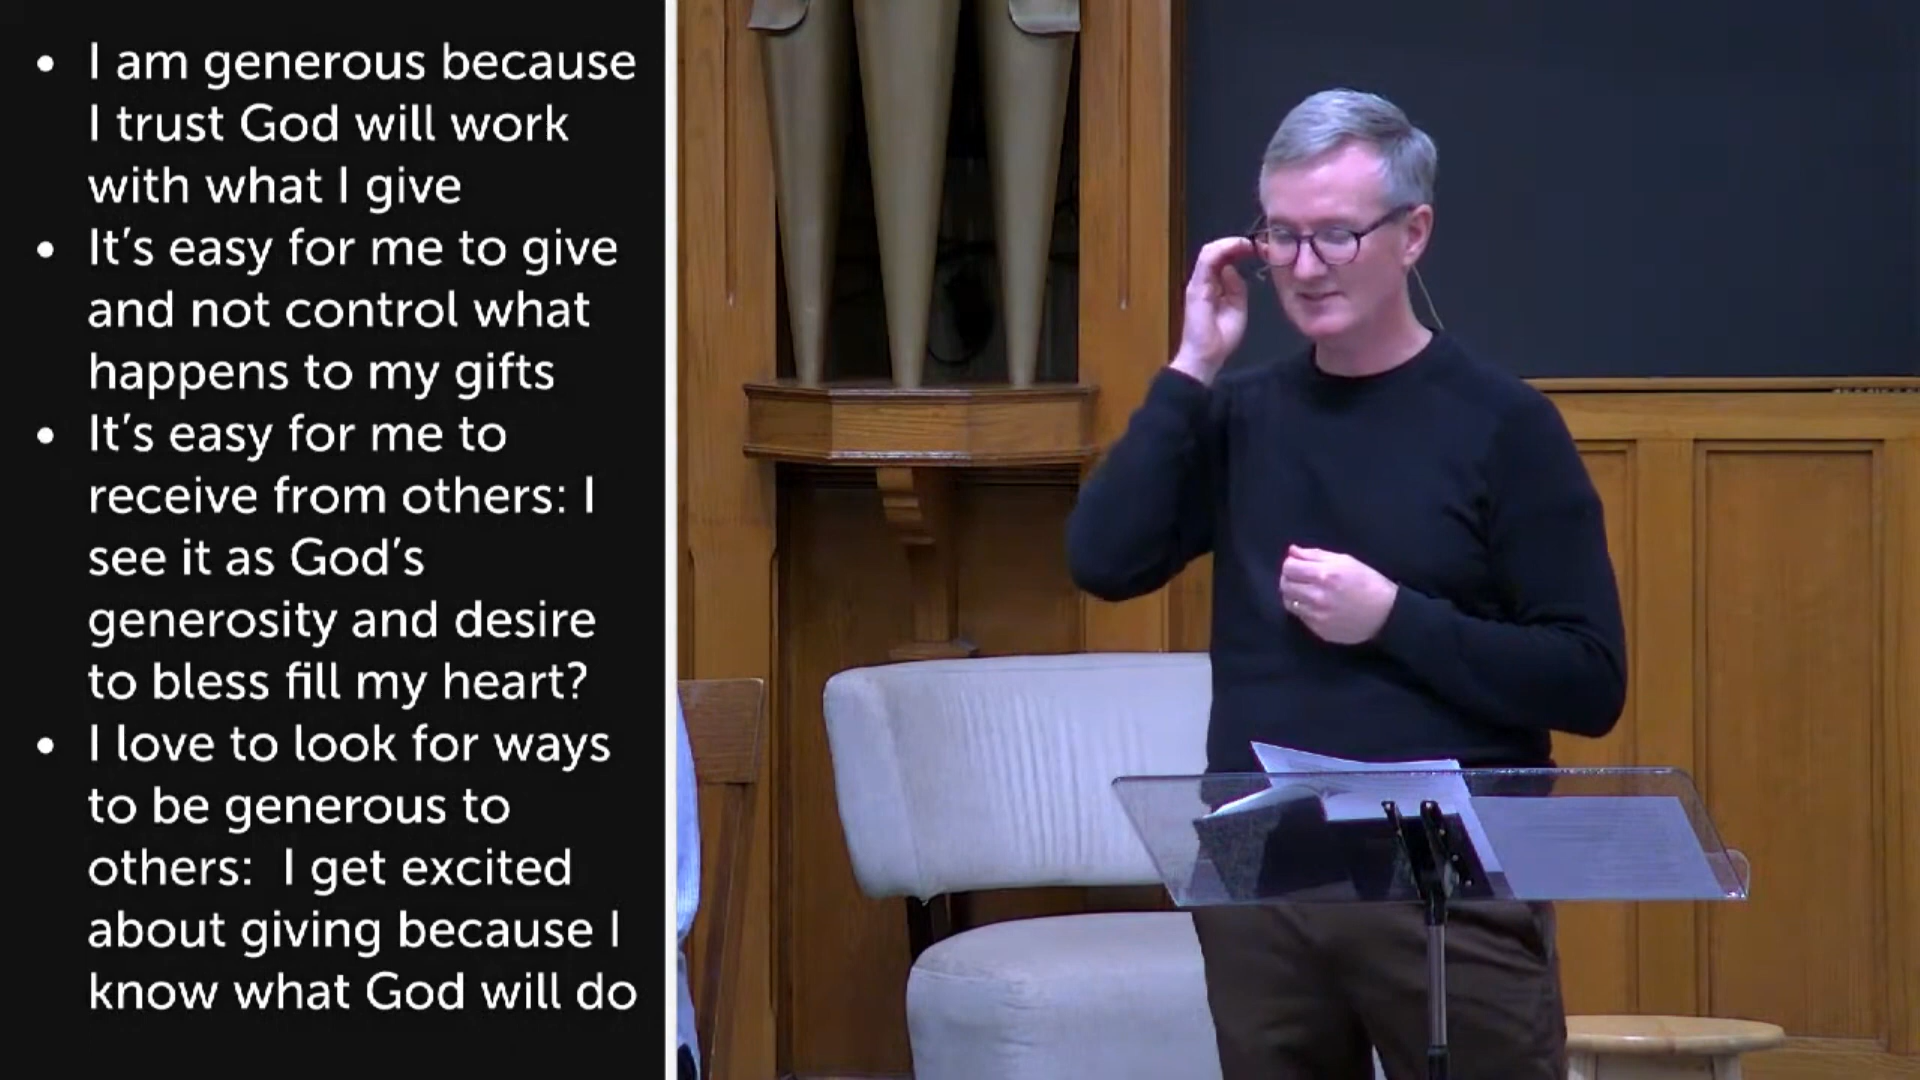 • I am generous because
I trust God will work
with what I give
• It’s easy for me to give
and not control what
happens to my gifts
• It’s easy for me to
receive from others: I
see it as God’s
generosity and desire
to bless fill my heart?
• I love to look for ways
to be generous to
others:  I get excited
about giving because I
know what God will do